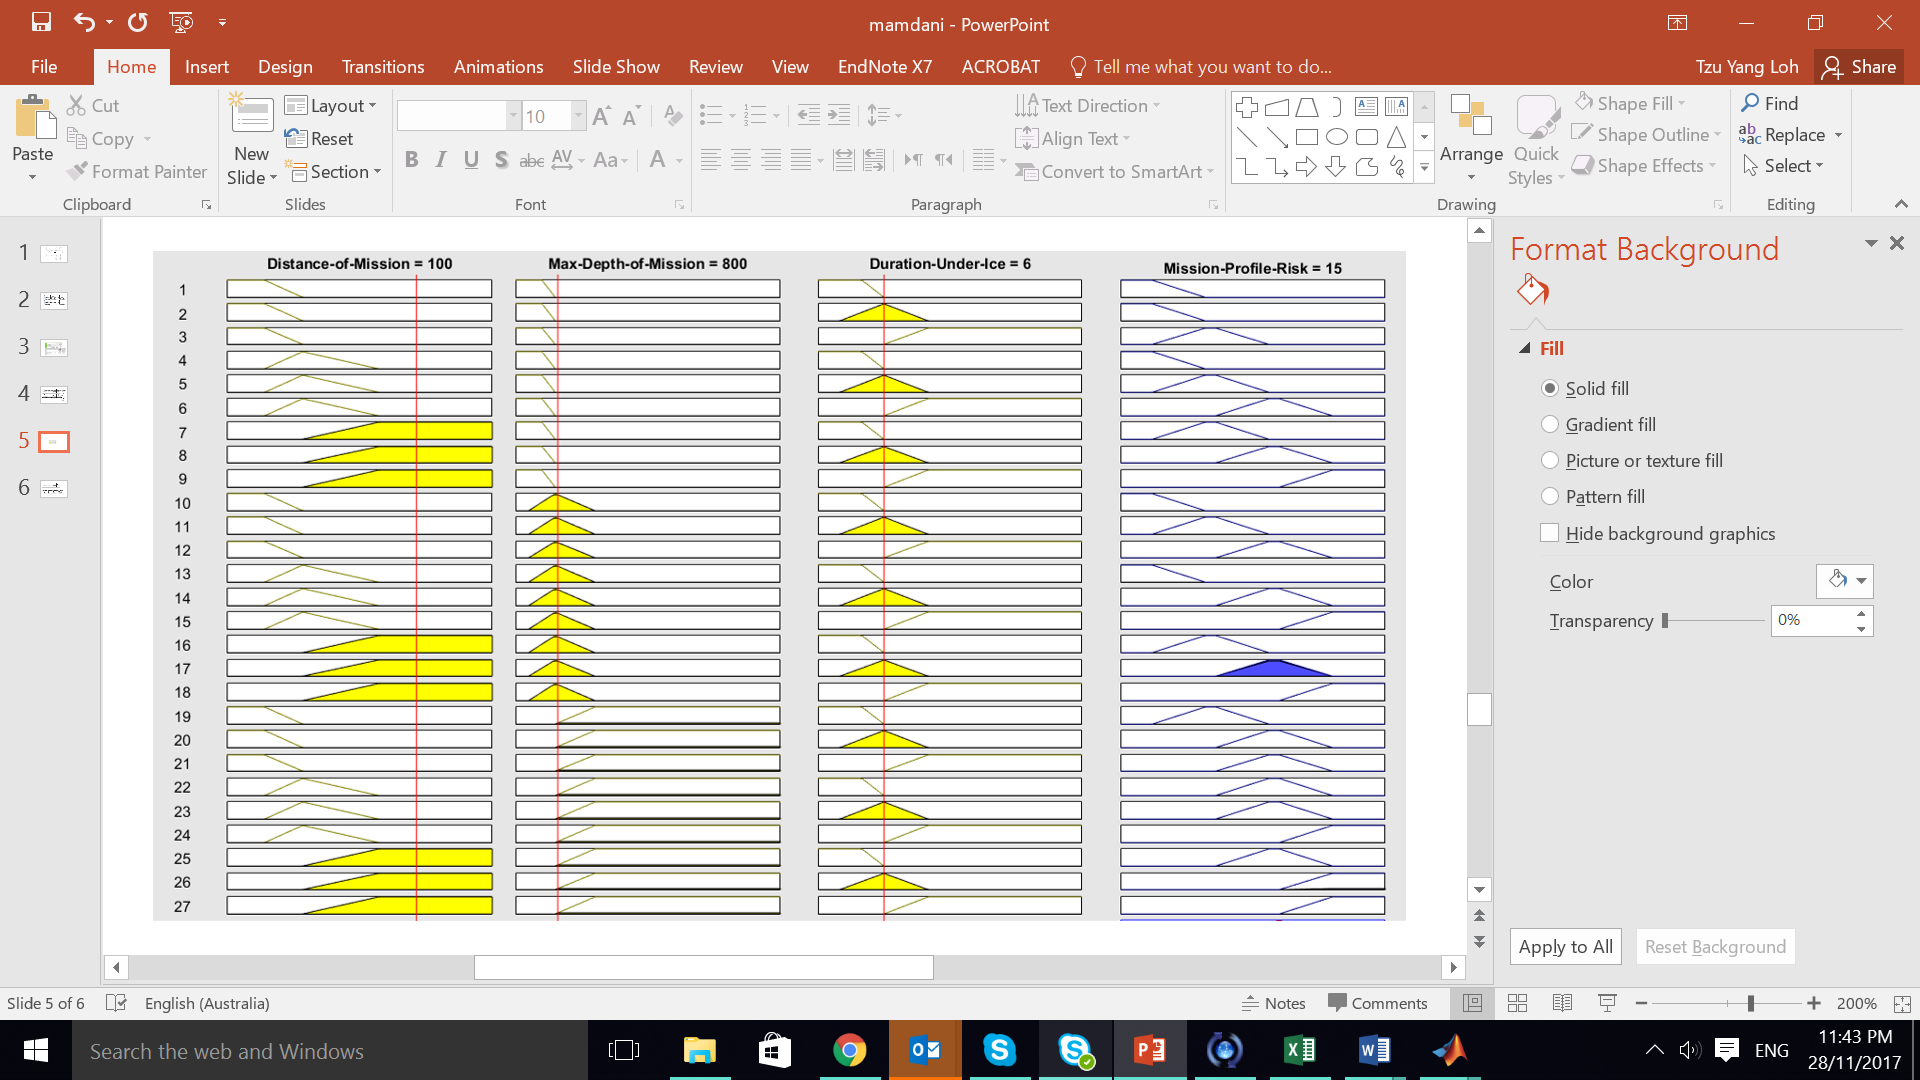 mamdani - PowerPoint
File Home Insert Design Transitions Animations Slide Show Review View EndNote X7 ACROBAT Tell me what you want to do... Tzu Yang Loh Share
Paste
Cut
Copy
Format Painter
Clipboard
New Slide
Layout
Reset
Section
Slides
10
B I U S abc AV Aa A
Font
Text Direction
Align Text
Convert to SmartArt
Paragraph
Arrange
Quick Styles
Shape Fill
Shape Outline
Shape Effects
Drawing
Find
Replace
Select
Editing
1
2
3
4
5
6
Distance-of-Mission = 100 Max-Depth-of-Mission = 800 Duration-Under-Ice = 6 Mission-Profile-Risk = 15
1
2
3
4
5
6
7
8
9
10
11
12
13
14
15
16
17
18
19
20
21
22
23
24
25
26
27
Format Background
Fill
Solid fill
Gradient fill
Picture or texture fill
Pattern fill
Hide background graphics
Color
Transparency 0%
Apply to All Reset Background
Slide 5 of 6 English (Australia) Notes Comments 200%
Search the web and Windows
ENG
11:43 PM
28/11/2017